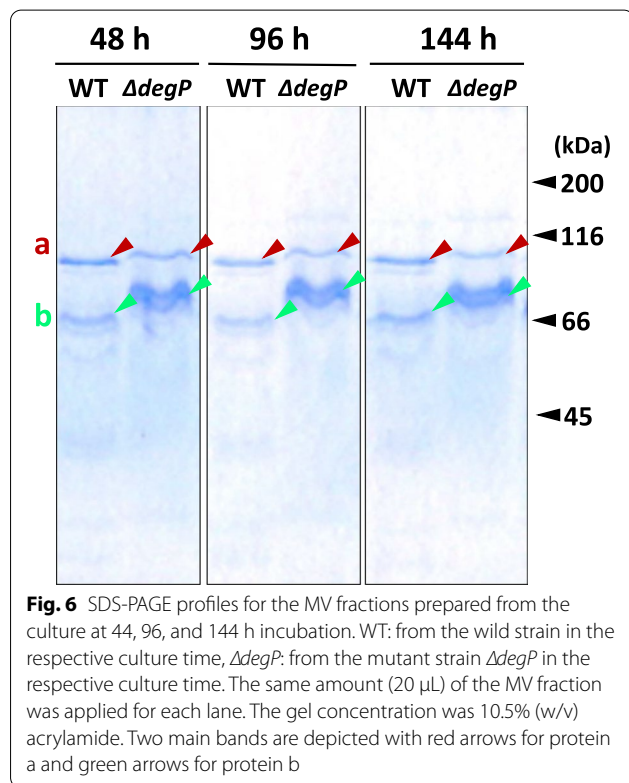 48 h 96 h 144 h
WT ΔdegP WT ΔdegP WT ΔdegP
(kDa)
200
116
a
b
66
45
Fig. 6 SDS-PAGE profiles for the MV fractions prepared from the
culture at 44, 96, and 144 h incubation. WT: from the wild strain in the
respective culture time, ΔdegP: from the mutant strain ΔdegP in the
respective culture time. The same amount (20 μL) of the MV fraction
was applied for each lane. The gel concentration was 10.5% (w/v)
acrylamide. Two main bands are depicted with red arrows for protein
a and green arrows for protein b